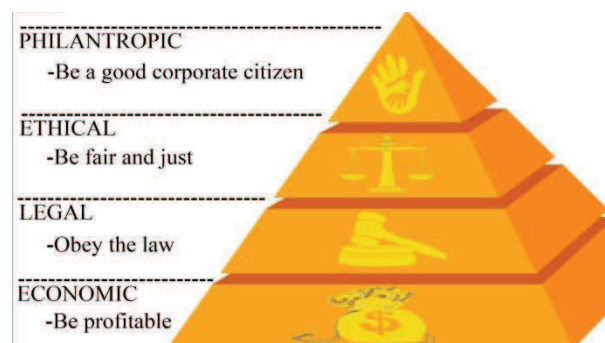 PHILANTROPIC
-Be a good corporate citizen
ETHICAL
-Be fair and just
LEGAL
-Obey the law
ECONOMIC
-Be profitable
$